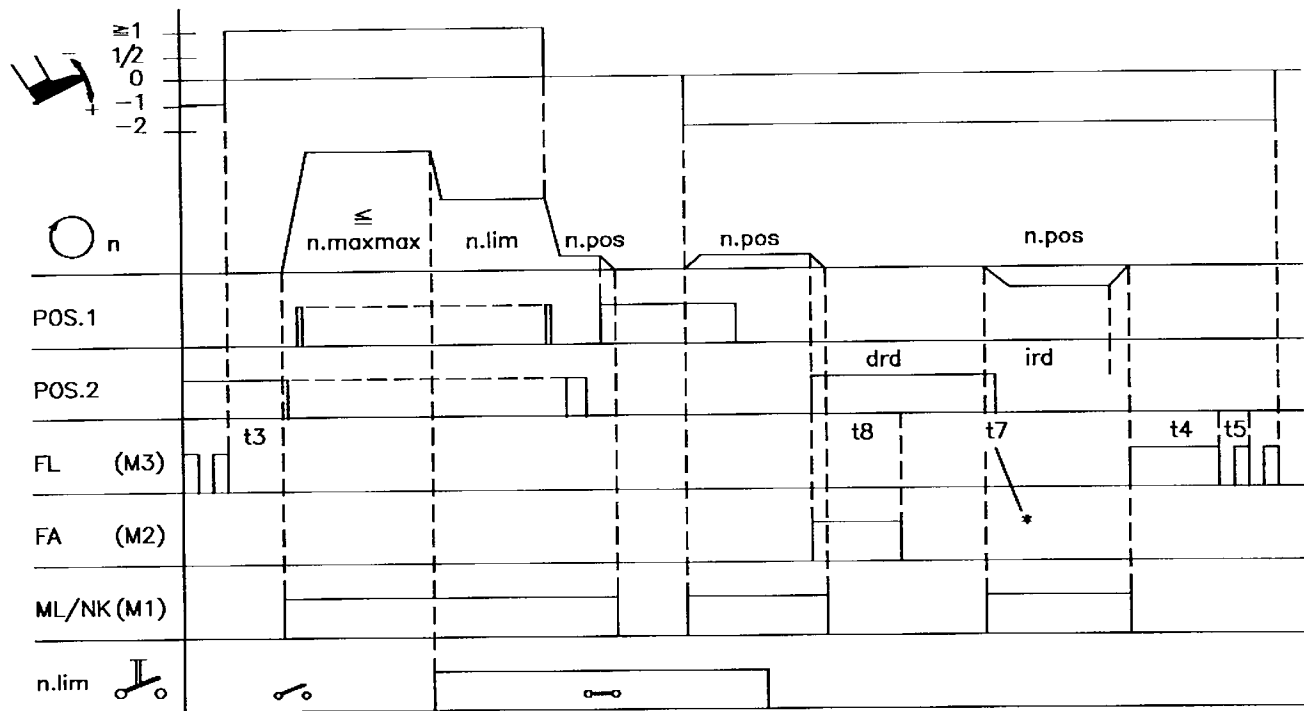 ≧1
1/2
0
−1
−2
−
+
n
≦
n.maxmax
n.lim
n.pos
n.pos
n.pos
POS.1
POS.2
drd
ird
t3
t8
t7
t4
t5
FL (M3)
FA (M2)
*
ML/NK (M1)
n.lim